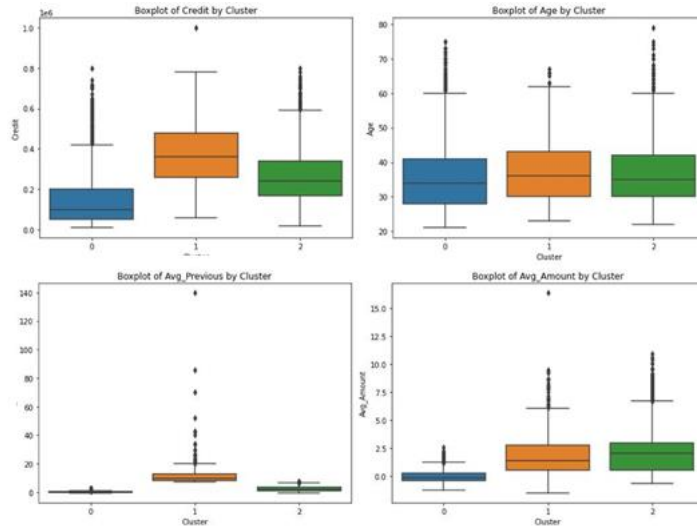 Boxplot of Credit by Cluster
1e6
1.0
0.8
0.6
0.4
0.2
0.0
Credit
0 1 2
Cluster
Boxplot of Age by Cluster
80
70
60
50
40
30
20
Age
0 1 2
Cluster
Boxplot of Avg_Previous by Cluster
140
120
100
80
60
40
20
0
0 1 2
Cluster
Boxplot of Avg_Amount by Cluster
15.0
12.5
10.0
7.5
5.0
2.5
0.0
Avg_Amount
0 1 2
Cluster